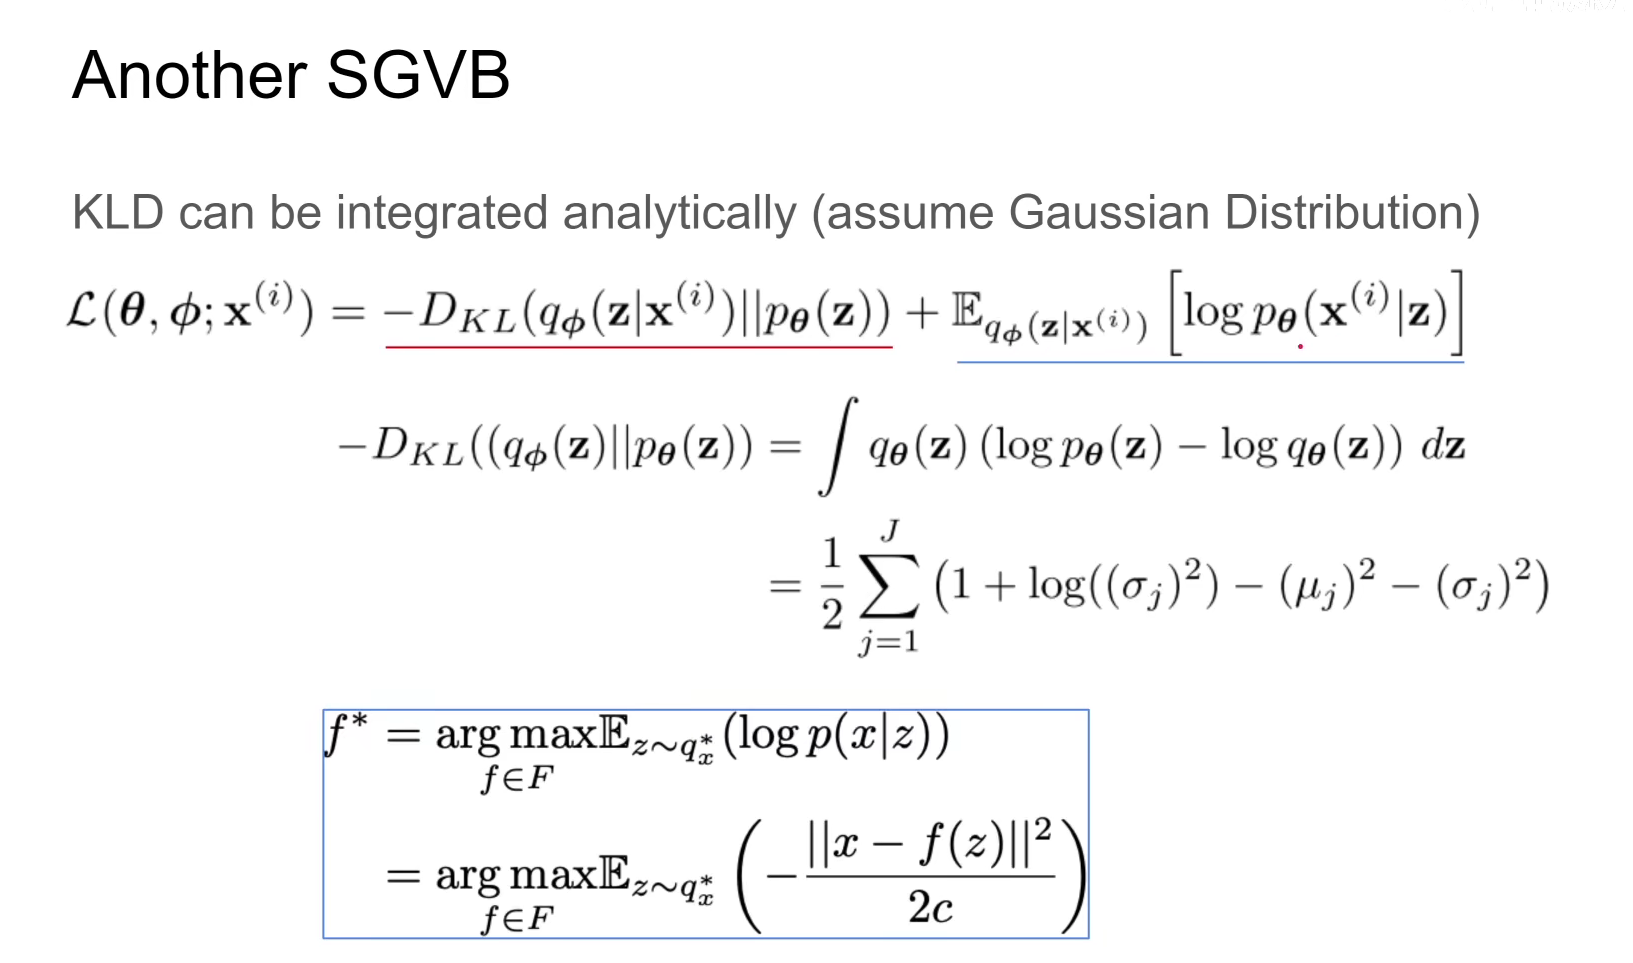 Another SGVB
KLD can be integrated analytically (assume Gaussian Distribution)
$\mathcal{L}(\boldsymbol{\theta}, \boldsymbol{\phi}; \mathbf{x}^{(i)}) = -D_{KL}(q_{\boldsymbol{\phi}}(\mathbf{z}|\mathbf{x}^{(i)})||p_{\boldsymbol{\theta}}(\mathbf{z})) + \mathbb{E}_{q_{\boldsymbol{\phi}}(\mathbf{z}|\mathbf{x}^{(i)})} \left[\log p_{\boldsymbol{\theta}}(\mathbf{x}^{(i)}|\mathbf{z})\right]$
$-D_{KL}((q_{\boldsymbol{\phi}}(\mathbf{z})||p_{\boldsymbol{\theta}}(\mathbf{z})) = \int q_{\boldsymbol{\theta}}(\mathbf{z}) (\log p_{\boldsymbol{\theta}}(\mathbf{z}) - \log q_{\boldsymbol{\theta}}(\mathbf{z})) \, d\mathbf{z}$
$= \frac{1}{2} \sum_{j=1}^{J} (1 + \log((\sigma_j)^2) - (\mu_j)^2 - (\sigma_j)^2)$
$f^* = \underset{f \in F}{\arg\max} \mathbb{E}_{z \sim q_x^*} (\log p(x|z))$
$= \underset{f \in F}{\arg\max} \mathbb{E}_{z \sim q_x^*} \left( -\frac{||x - f(z)||^2}{2c} \right)$